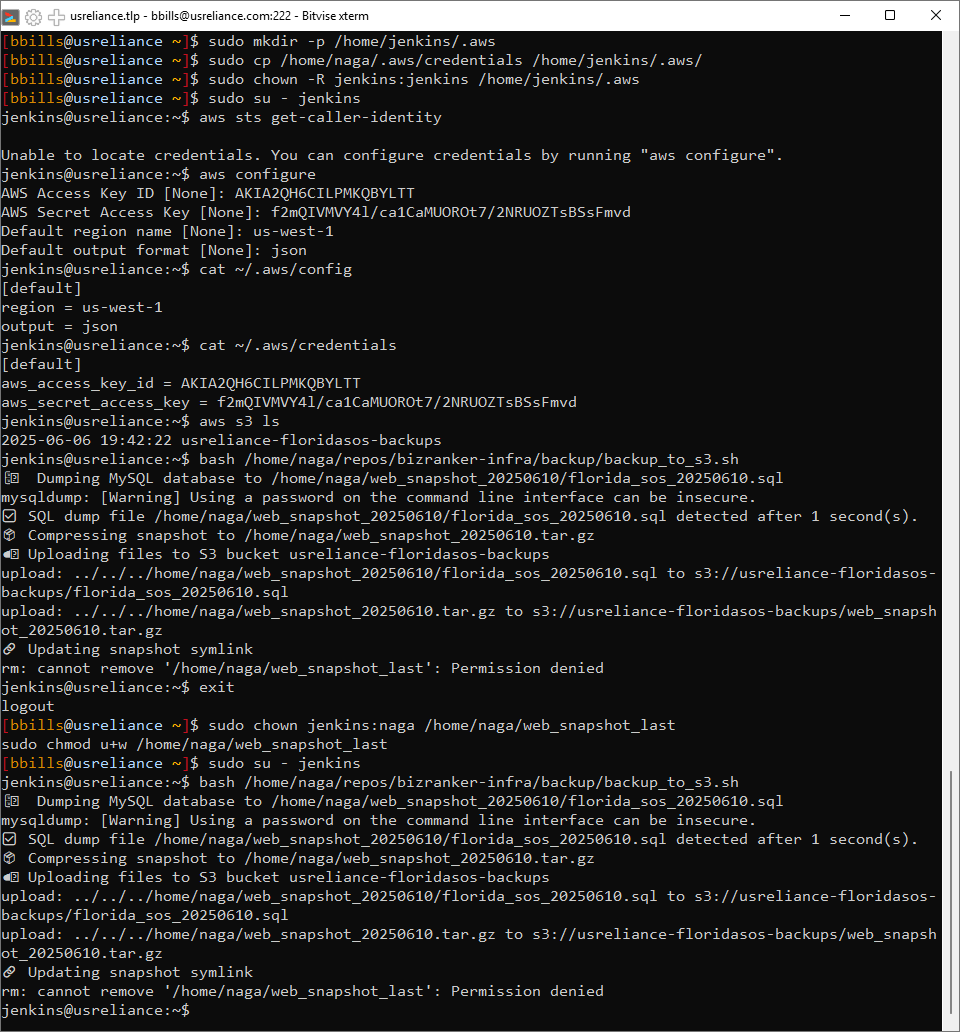 usreliance.tlp - bbills@usreliance.com:222 - Bitvise xterm
[bbills@usreliance ~]$ sudo mkdir -p /home/jenkins/.aws
[bbills@usreliance ~]$ sudo cp /home/naga/.aws/credentials /home/jenkins/.aws/
[bbills@usreliance ~]$ sudo chown -R jenkins:jenkins /home/jenkins/.aws
[bbills@usreliance ~]$ sudo su - jenkins
jenkins@usreliance:~$ aws sts get-caller-identity
Unable to locate credentials. You can configure credentials by running "aws configure".
jenkins@usreliance:~$ aws configure
AWS Access Key ID [None]: AKIA2QH6CILPMKQBYLTT
AWS Secret Access Key [None]: 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
Default region name [None]: us-west-1
Default output format [None]: json
jenkins@usreliance:~$ cat ~/.aws/config
[default]
region = us-west-1
output = json
jenkins@usreliance:~$ cat ~/.aws/credentials
[default]
aws_access_key_id = AKIA2QH6CILPMKQBYLTT
aws_secret_access_key = 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
jenkins@usreliance:~$ aws s3 ls
2025-06-06 19:42:22 usreliance-floridasos-backups
jenkins@usreliance:~$ bash /home/naga/repos/bizranker-infra/backup/backup_to_s3.sh
Dumping MySQL database to /home/naga/web_snapshot_20250610/florida_sos_20250610.sql
mysqldump: [Warning] Using a password on the command line interface can be insecure.
SQL dump file /home/naga/web_snapshot_20250610/florida_sos_20250610.sql detected after 1 second(s).
Compressing snapshot to /home/naga/web_snapshot_20250610.tar.gz
Uploading files to S3 bucket usreliance-floridasos-backups
upload: ../../../home/naga/web_snapshot_20250610/florida_sos_20250610.sql to s3://usreliance-floridasos-
backups/florida_sos_20250610.sql
upload: ../../../home/naga/web_snapshot_20250610.tar.gz to s3://usreliance-floridasos-backups/web_snapsh
ot_20250610.tar.gz
Updating snapshot symlink
rm: cannot remove '/home/naga/web_snapshot_last': Permission denied
jenkins@usreliance:~$ exit
logout
[bbills@usreliance ~]$ sudo chown jenkins:naga /home/naga/web_snapshot_last
sudo chmod u+w /home/naga/web_snapshot_last
[bbills@usreliance ~]$ sudo su - jenkins
jenkins@usreliance:~$ bash /home/naga/repos/bizranker-infra/backup/backup_to_s3.sh
Dumping MySQL database to /home/naga/web_snapshot_20250610/florida_sos_20250610.sql
mysqldump: [Warning] Using a password on the command line interface can be insecure.
SQL dump file /home/naga/web_snapshot_20250610/florida_sos_20250610.sql detected after 1 second(s).
Compressing snapshot to /home/naga/web_snapshot_20250610.tar.gz
Uploading files to S3 bucket usreliance-floridasos-backups
upload: ../../../home/naga/web_snapshot_20250610/florida_sos_20250610.sql to s3://usreliance-floridasos-
backups/florida_sos_20250610.sql
upload: ../../../home/naga/web_snapshot_20250610.tar.gz to s3://usreliance-floridasos-backups/web_snapsh
ot_20250610.tar.gz
Updating snapshot symlink
rm: cannot remove '/home/naga/web_snapshot_last': Permission denied
jenkins@usreliance:~$